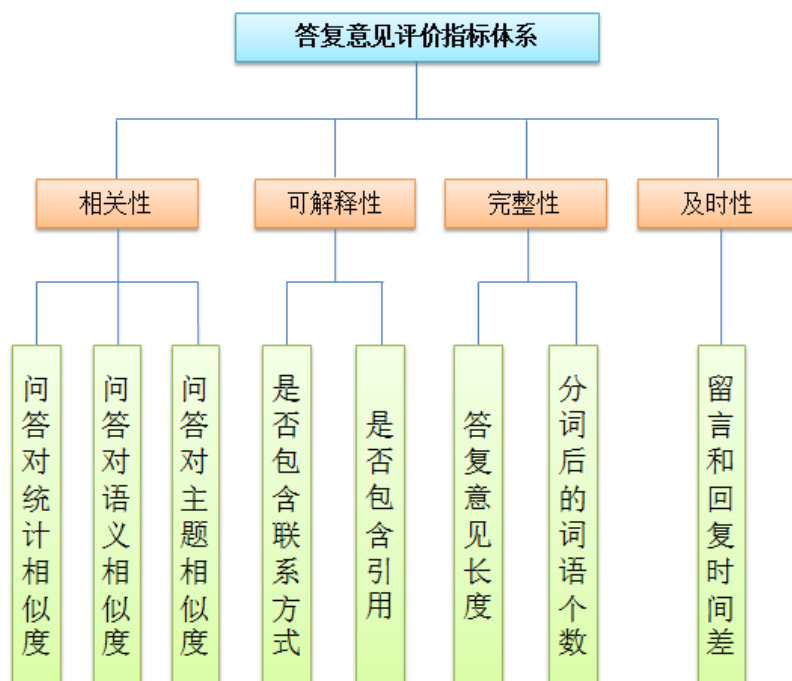 答复意见评价指标体系
相关性
可解释性
完整性
及时性
问答对统计相似度
问答对语义相似度
问答对主题相似度
是否包含联系方式
是否包含引用
答复意见长度
分词后的词语个数
留言和回复时间差